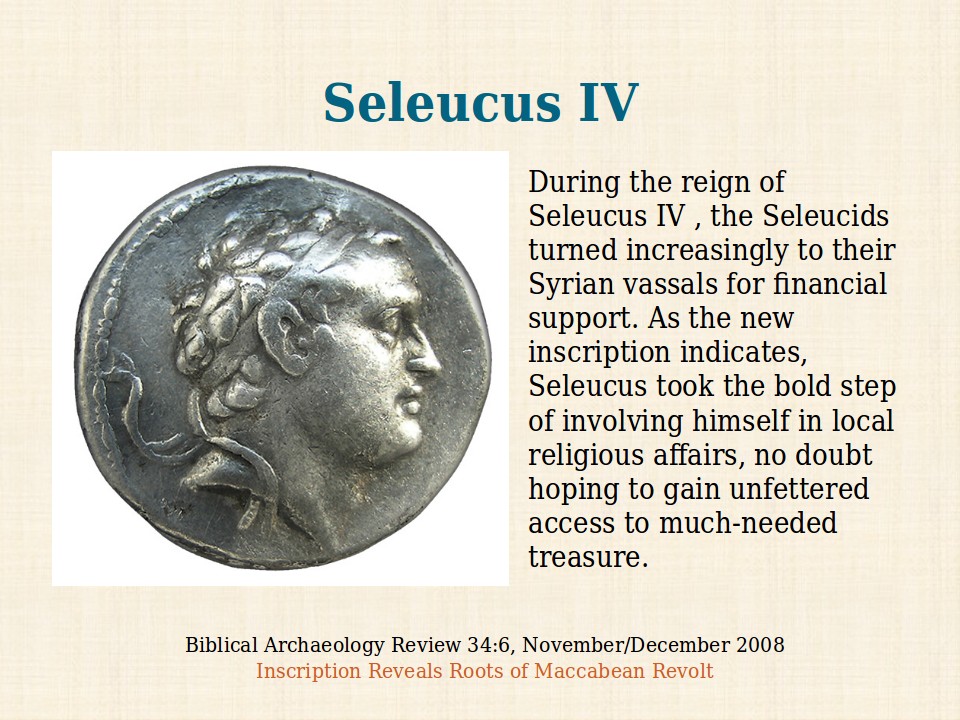 Seleucus IV
During the reign of
Seleucus IV , the Seleucids
turned increasingly to their
Syrian vassals for financial
support. As the new
inscription indicates,
Seleucus took the bold step
of involving himself in local
religious affairs, no doubt
hoping to gain unfettered
access to much-needed
treasure.
Biblical Archaeology Review 34:6, November/December 2008
Inscription Reveals Roots of Maccabean Revolt